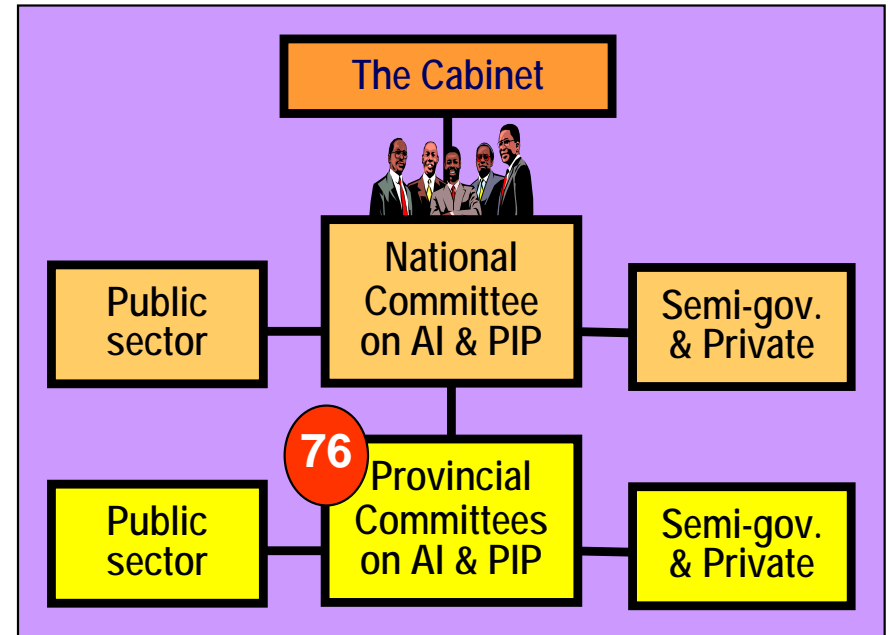 The Cabinet
National
Committee
on AI & PIP
Public
sector
Semi-gov.
& Private
76
Provincial
Committees
on AI & PIP
Public
sector
Semi-gov.
& Private